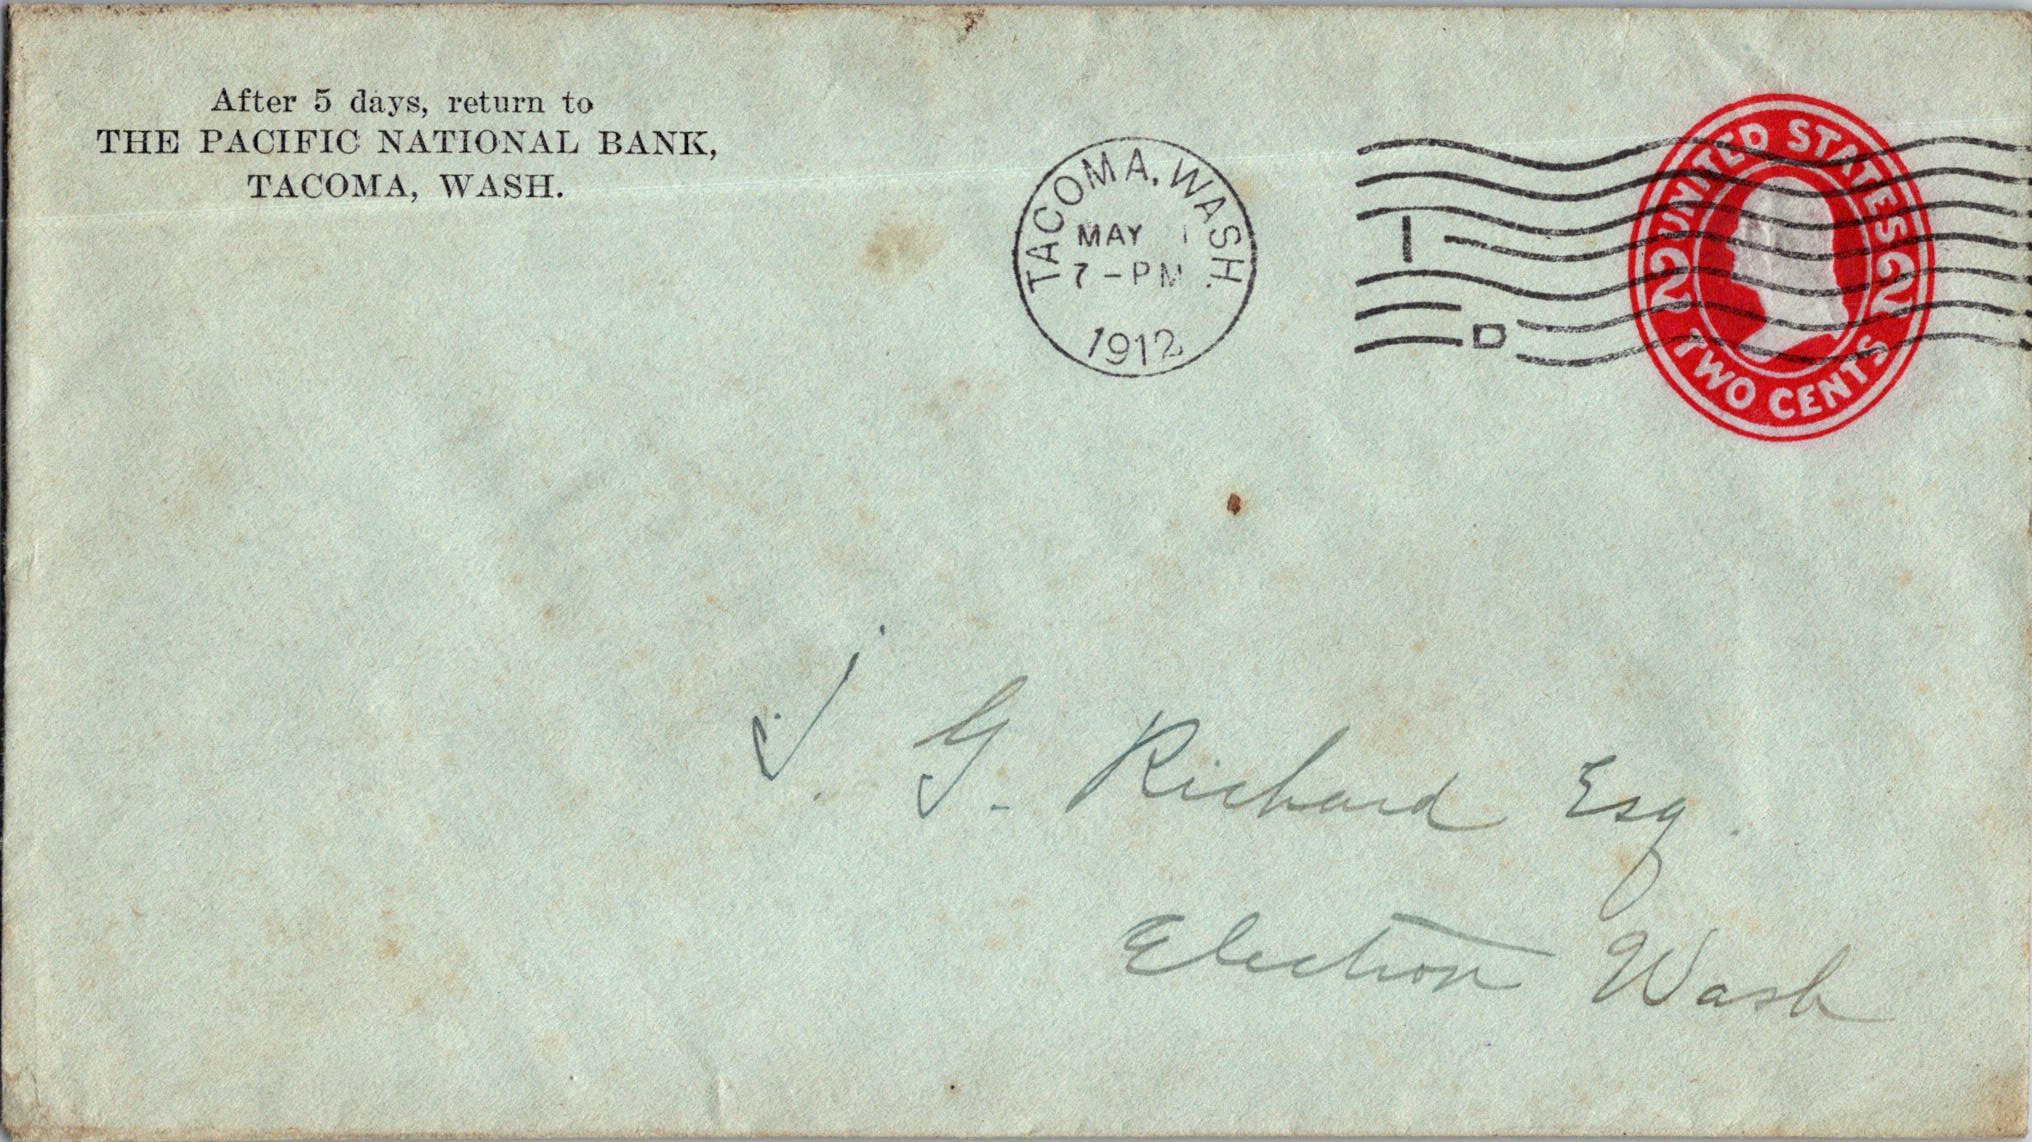 After 5 days, return to
THE PACIFIC NATIONAL BANK,
TACOMA, WASH.
TACOMA, WASH.
MAY 1
7-PM
1912
1
D
UNITED STATES
2 2
TWO CENTS
J. G. Richard Esq.
Electron Wash